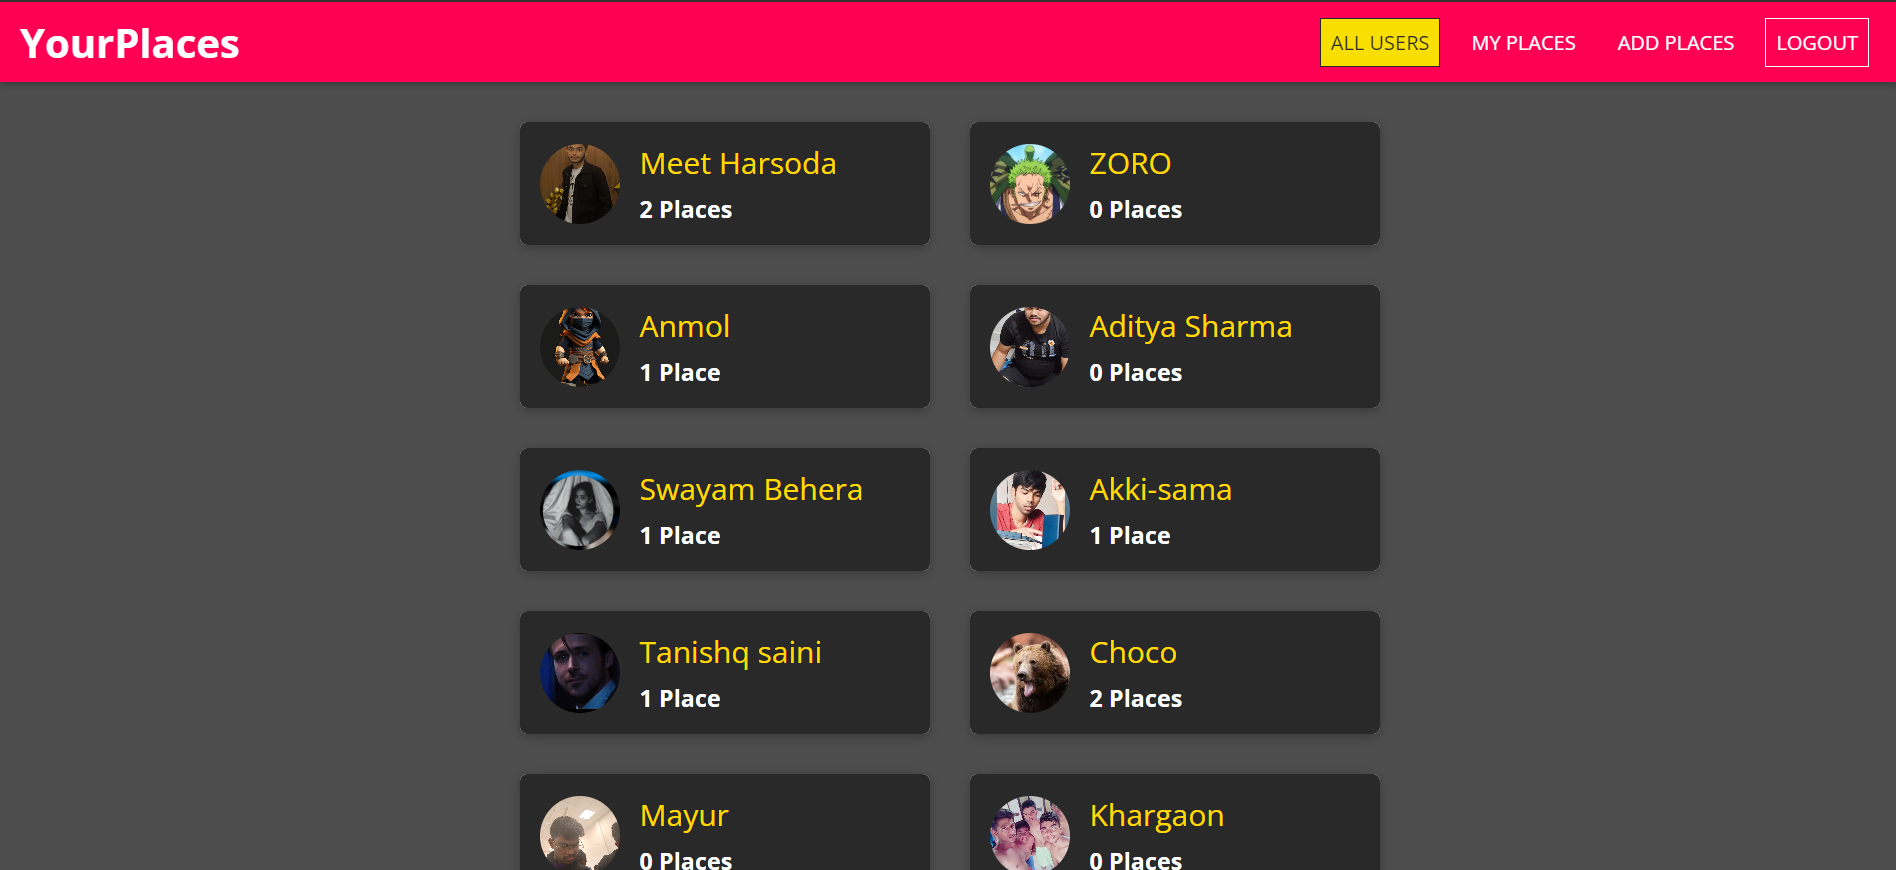 YourPlaces
ALL USERS
MY PLACES
ADD PLACES
LOGOUT
Meet Harsoda
2 Places
ZORO
0 Places
Anmol
1 Place
Aditya Sharma
0 Places
Swayam Behera
1 Place
Akki-sama
1 Place
Tanishq saini
1 Place
Choco
2 Places
Mayur
0 Places
Khargaon
0 Places